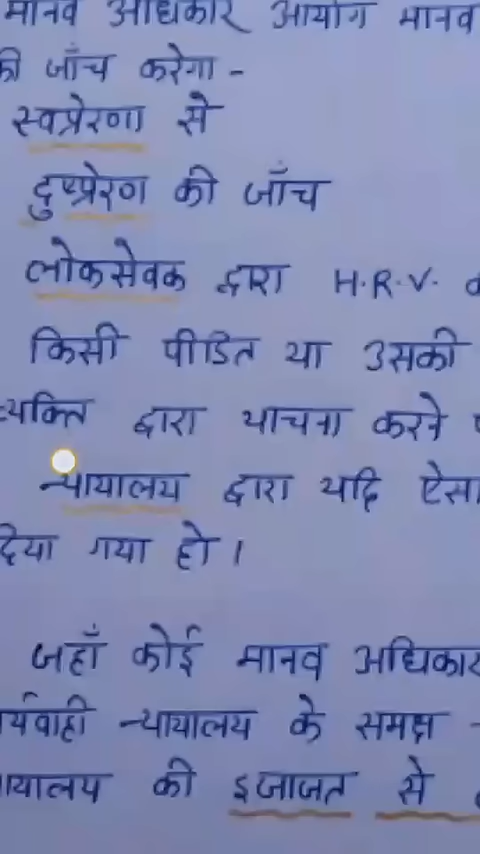 मानव अधिकार आयोग मानव
की जाँच करेगा -
स्वप्रेरणा से
दुष्प्रेरण की जाँच
लोकसेवक द्वारा H.R.V.
किसी पीडित या उसकी
व्यक्ति द्वारा याचना करने
न्यायालय द्वारा यदि ऐसा
दिया गया हो।
जहाँ कोई मानव अधिकार
र्यवाही न्यायालय के समक्ष -
ायालय की इजाजत से